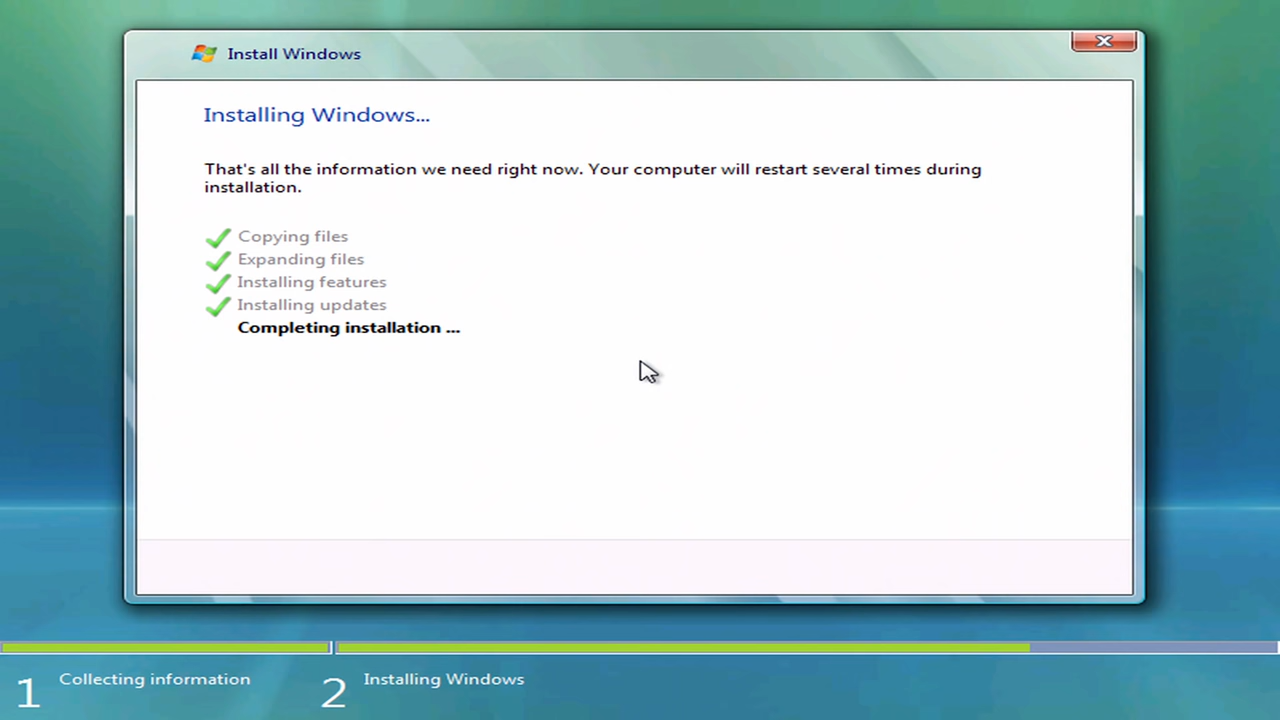 Install Windows
Installing Windows...
That's all the information we need right now. Your computer will restart several times during
installation.
Copying files
Expanding files
Installing features
Installing updates
Completing installation ...
1 Collecting information
2 Installing Windows